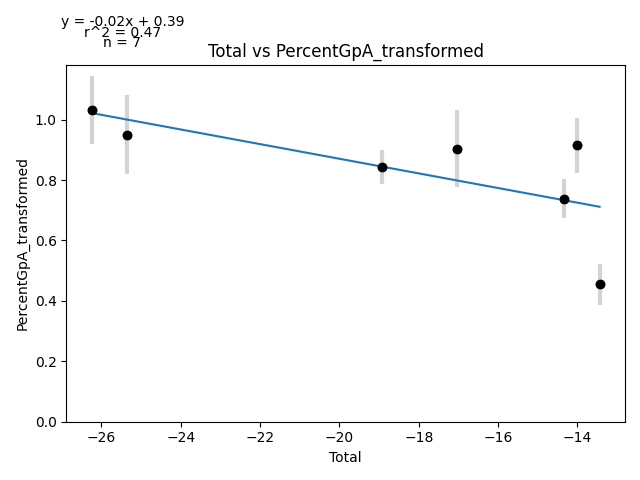 y = -0.02x + 0.39
r^2 = 0.47
n = 7
Total vs PercentGpA_transformed
PercentGpA_transformed
1.0
0.8
0.6
0.4
0.2
0.0
−26 −24 −22 −20 −18 −16 −14
Total